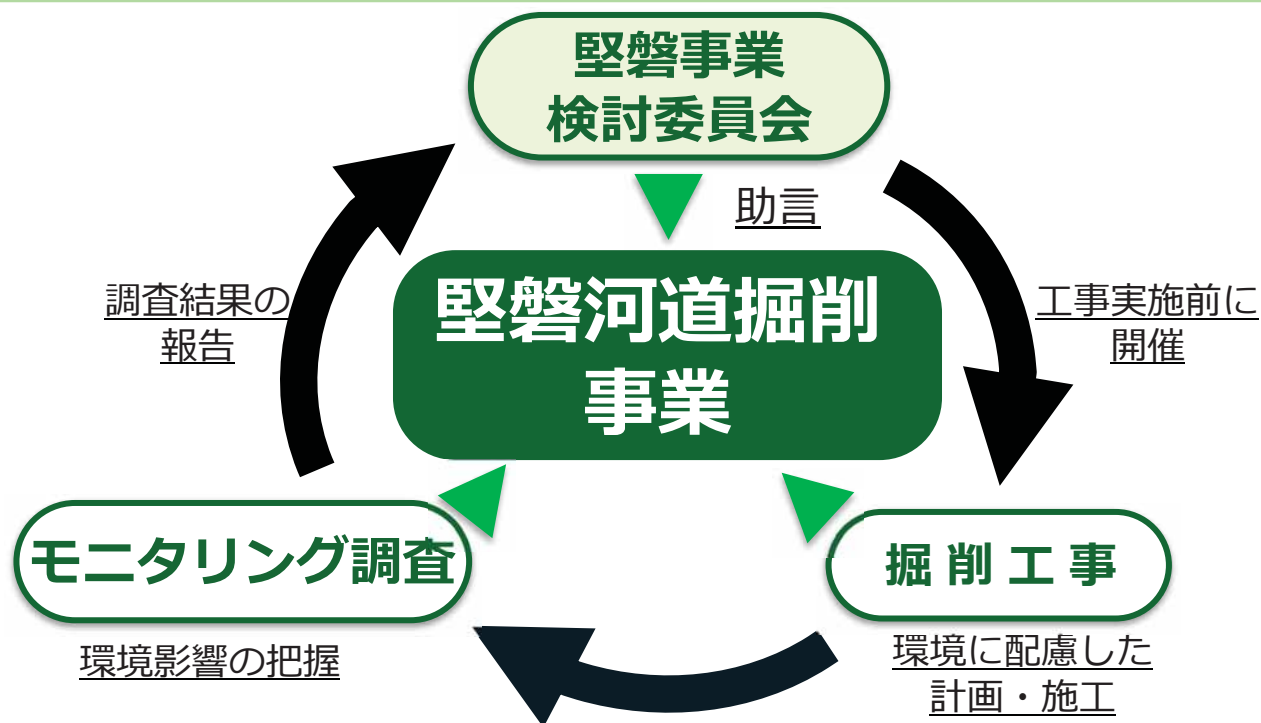 堅磐事業
検討委員会
助言
堅磐河道掘削
事業
調査結果の
報告
工事実施前に
開催
モニタリング調査
掘削工事
環境影響の把握
環境に配慮した
計画・施工